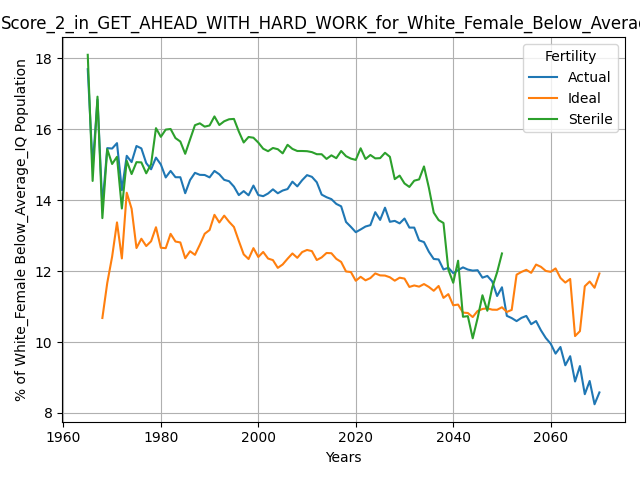 Score_2_in_GET_AHEAD_WITH_HARD_WORK_for_White_Female_Below_Avera
Fertility
Actual
Ideal
Sterile
% of White_Female Below_Average_IQ Population
18
16
14
12
10
8
1960 1980 2000 2020 2040 2060
Years